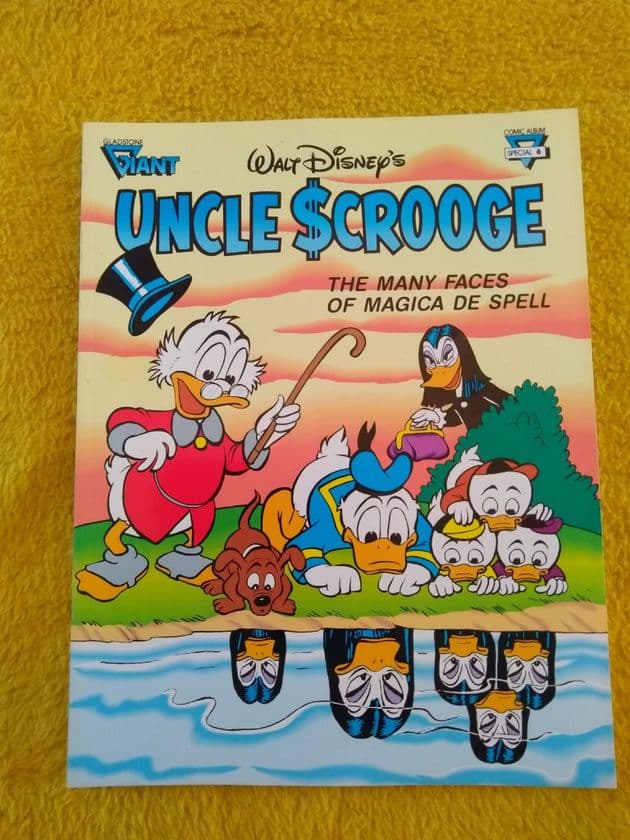 GLADSTONE
GIANT
WALT DISNEY'S
COMIC ALBUM
SPECIAL 6
UNCLE $CROOGE
THE MANY FACES
OF MAGICA DE SPELL